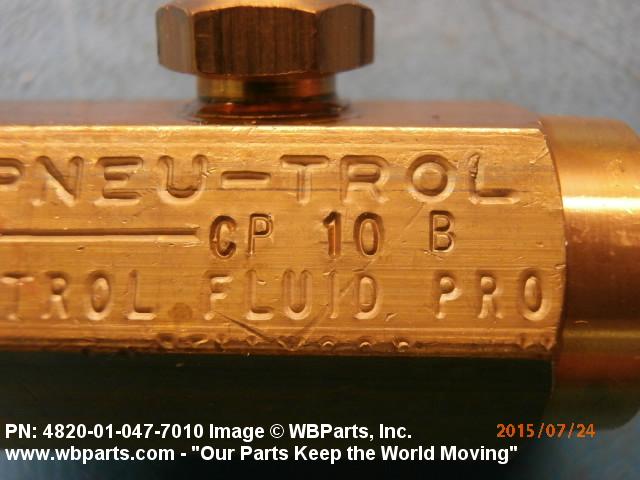 PNEU-TROL
CP 10 B
TROL FLUID PRO
PN: 4820-01-047-7010 Image © WBParts, Inc.
2015/07/24
www.wbparts.com - "Our Parts Keep the World Moving"